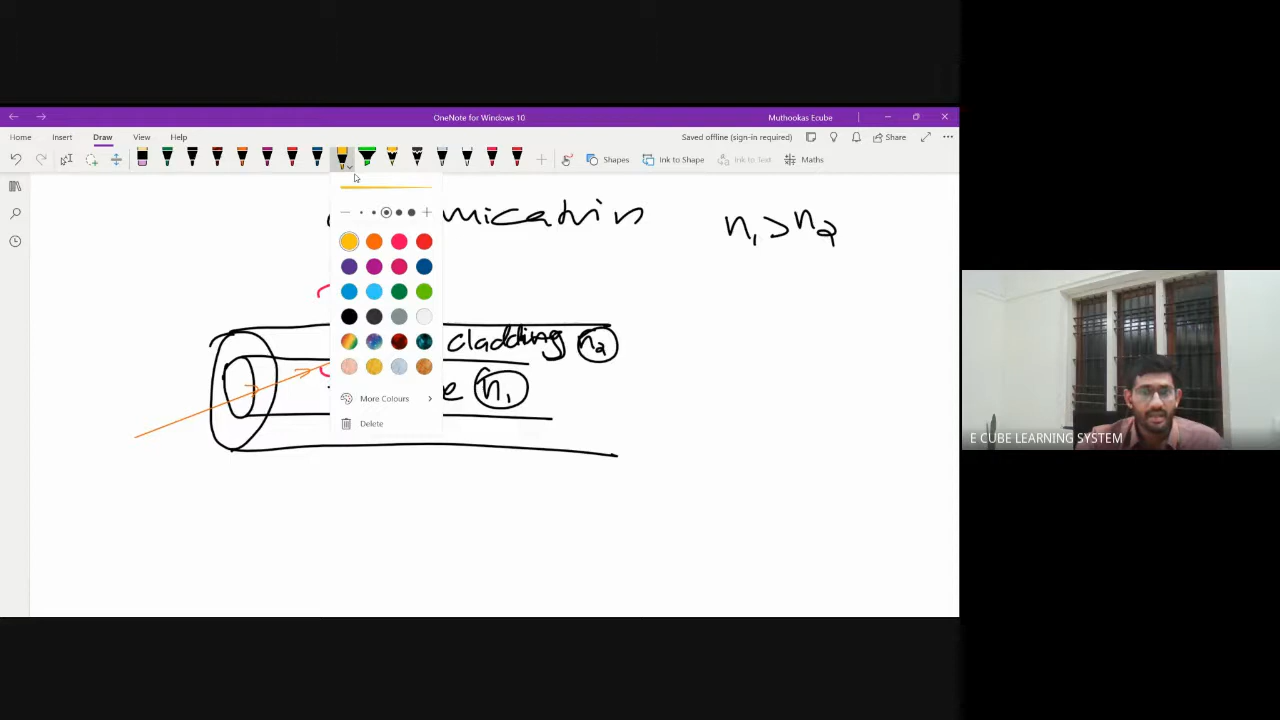 OneNote for Windows 10
Muthookas Ecube
Home Insert Draw View Help
Saved offline (sign-in required)
Share
Shapes
Ink to Shape
Ink to Text
Maths
n₁ > n₂
cladding n₂
n₁
More Colours
Delete
E CUBE LEARNING SYSTEM